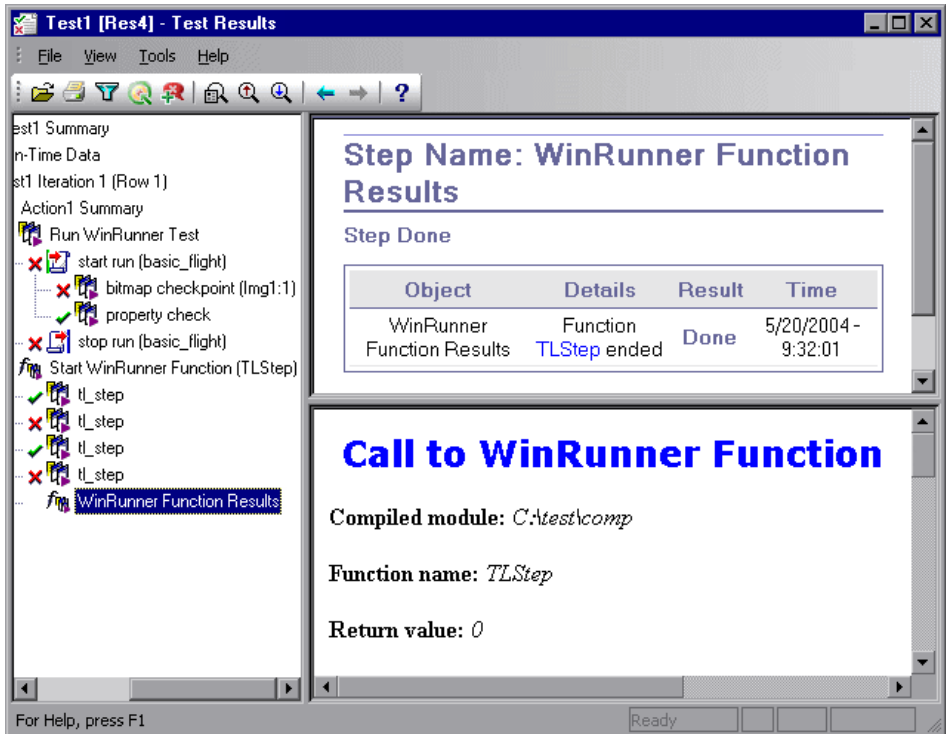 Test1 [Res4] - Test Results
File View Tools Help
est1 Summary
n-Time Data
st1 Iteration 1 (Row 1)
Action1 Summary
Run WinRunner Test
start run (basic_flight)
bitmap checkpoint (Img1:1)
property check
stop run (basic_flight)
Start WinRunner Function (TLStep)
tl_step
tl_step
tl_step
tl_step
WinRunner Function Results
Step Name: WinRunner Function
Results
Step Done
Object Details Result Time
WinRunner Function Results Function TLStep ended Done 5/20/2004 - 9:32:01
Call to WinRunner Function
Compiled module: C:\test\comp
Function name: TLStep
Return value: 0
For Help, press F1
Ready